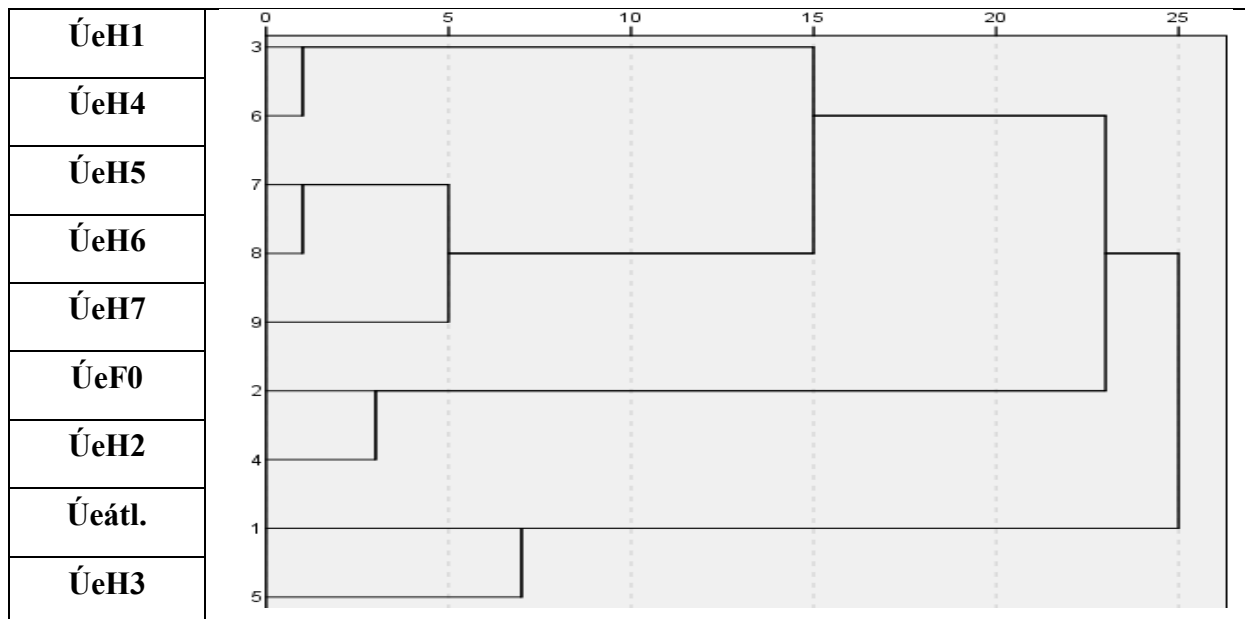 0 5 10 15 20 25
ÚeH1 3
ÚeH4 6
ÚeH5 7
ÚeH6 8
ÚeH7 9
ÚeF0 2
ÚeH2 4
Úeátl. 1
ÚeH3 5